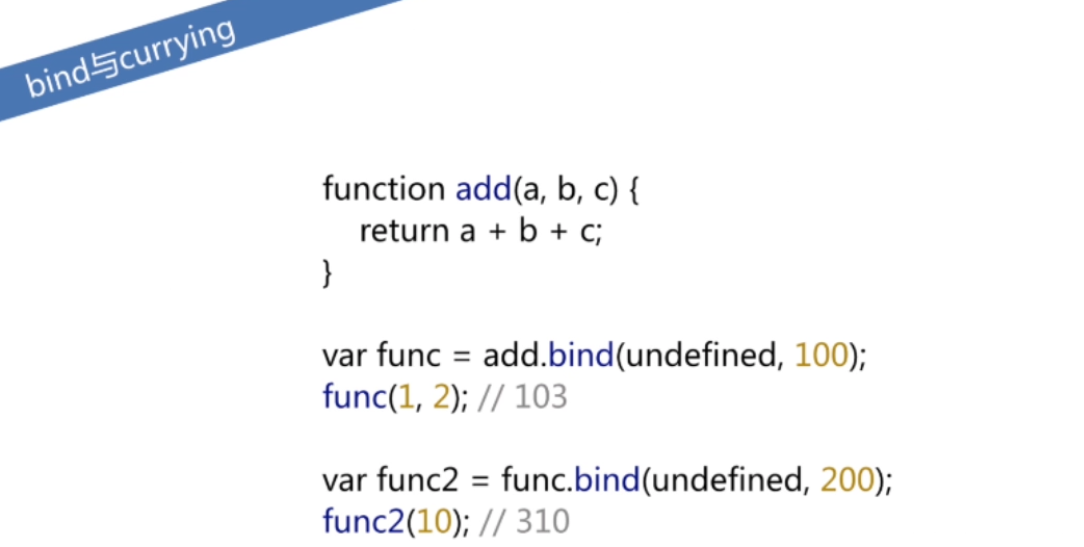 bind与currying
function add(a, b, c) {
return a + b + c;
}
var func = add.bind(undefined, 100);
func(1, 2); // 103
var func2 = func.bind(undefined, 200);
func2(10); // 310